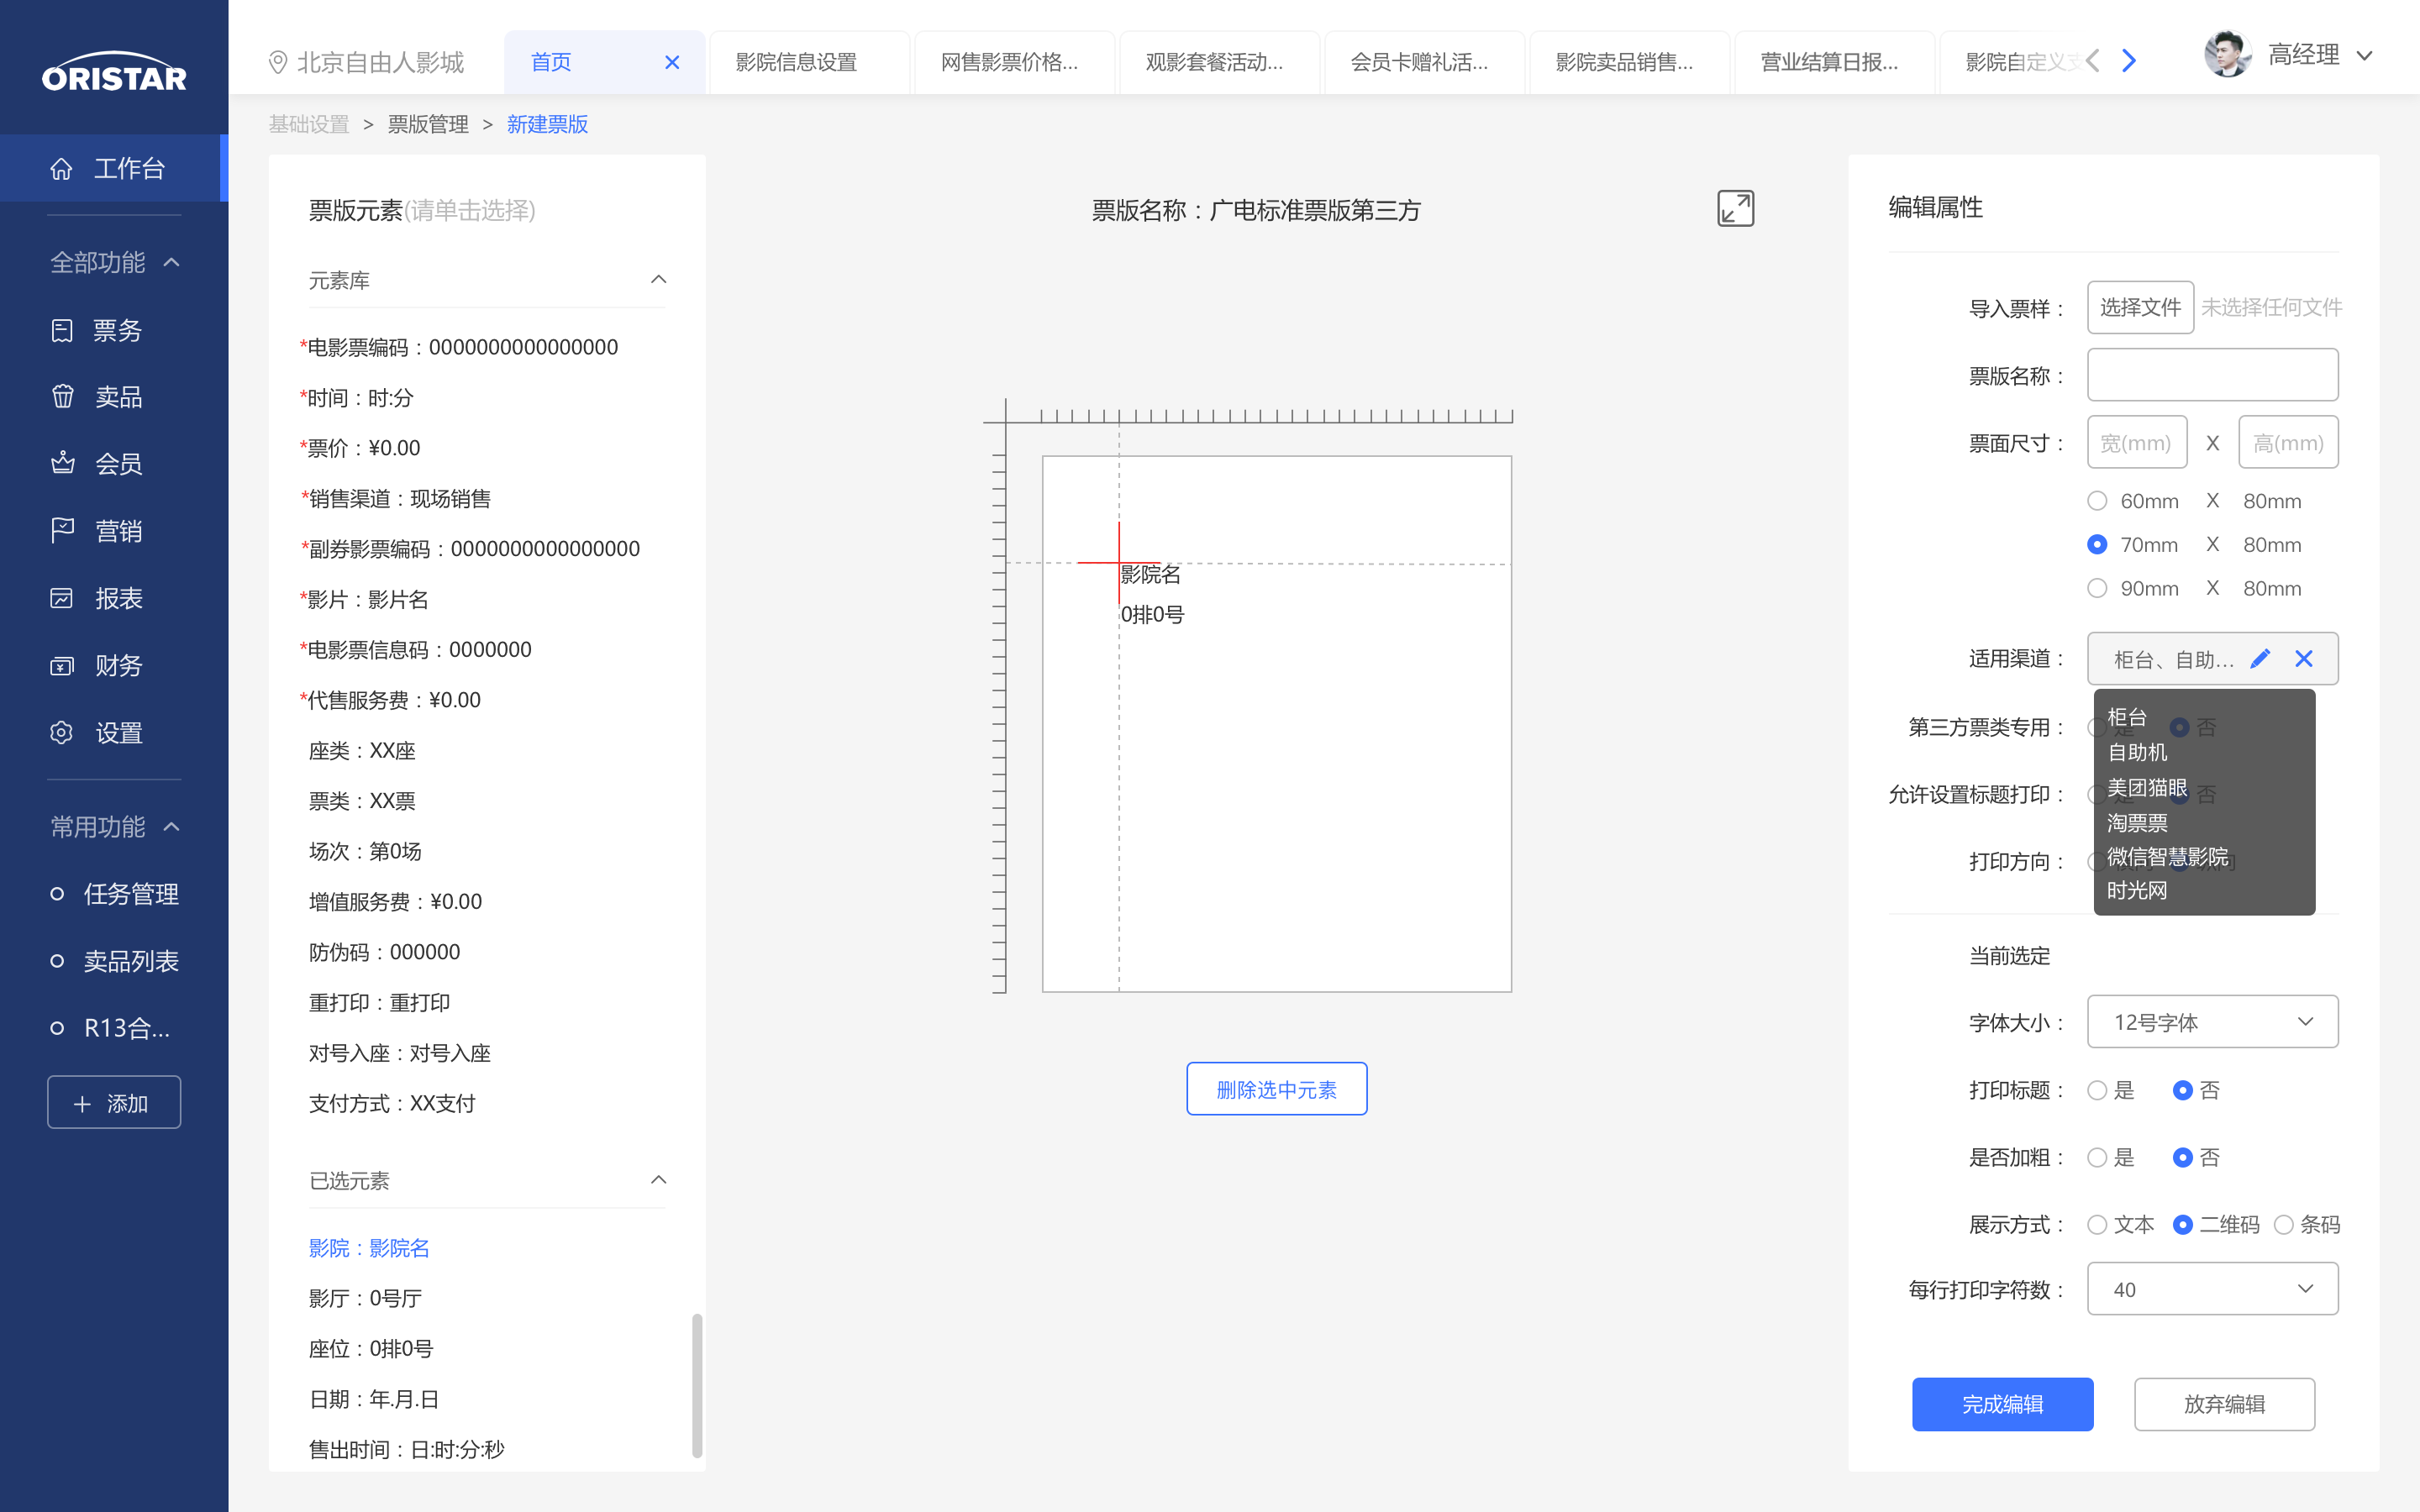 ORISTAR
工作台
全部功能
票务
卖品
会员
营销
报表
财务
设置
常用功能
任务管理
卖品列表
R13合...
添加
北京自由人影城
首页
影院信息设置
网售影票价格...
观影套餐活动...
会员卡赠礼活...
影院卖品销售...
营业结算日报...
影院自定义支
高经理
基础设置 > 票版管理 > 新建票版
票版元素(请单击选择)
元素库
*电影票编码：0000000000000000
*时间：时:分
*票价：¥0.00
*销售渠道：现场销售
*副券影票编码：0000000000000000
*影片：影片名
*电影票信息码：0000000
*代售服务费：¥0.00
座类：XX座
票类：XX票
场次：第0场
增值服务费：¥0.00
防伪码：000000
重打印：重打印
对号入座：对号入座
支付方式：XX支付
已选元素
影院：影院名
影厅：0号厅
座位：0排0号
日期：年.月.日
售出时间：日:时:分:秒
票版名称：广电标准票版第三方
影院名
0排0号
删除选中元素
编辑属性
导入票样： 选择文件 未选择任何文件
票版名称：
票面尺寸： 宽(mm) X 高(mm)
60mm X 80mm
70mm X 80mm
90mm X 80mm
适用渠道： 柜台、自助...
柜台
自助机
美团猫眼
淘票票
微信智慧影院
时光网
第三方票类专用： 是 否
允许设置标题打印： 是 否
打印方向：
当前选定
字体大小： 12号字体
打印标题： 是 否
是否加粗： 是 否
展示方式： 文本 二维码 条码
每行打印字符数： 40
完成编辑
放弃编辑